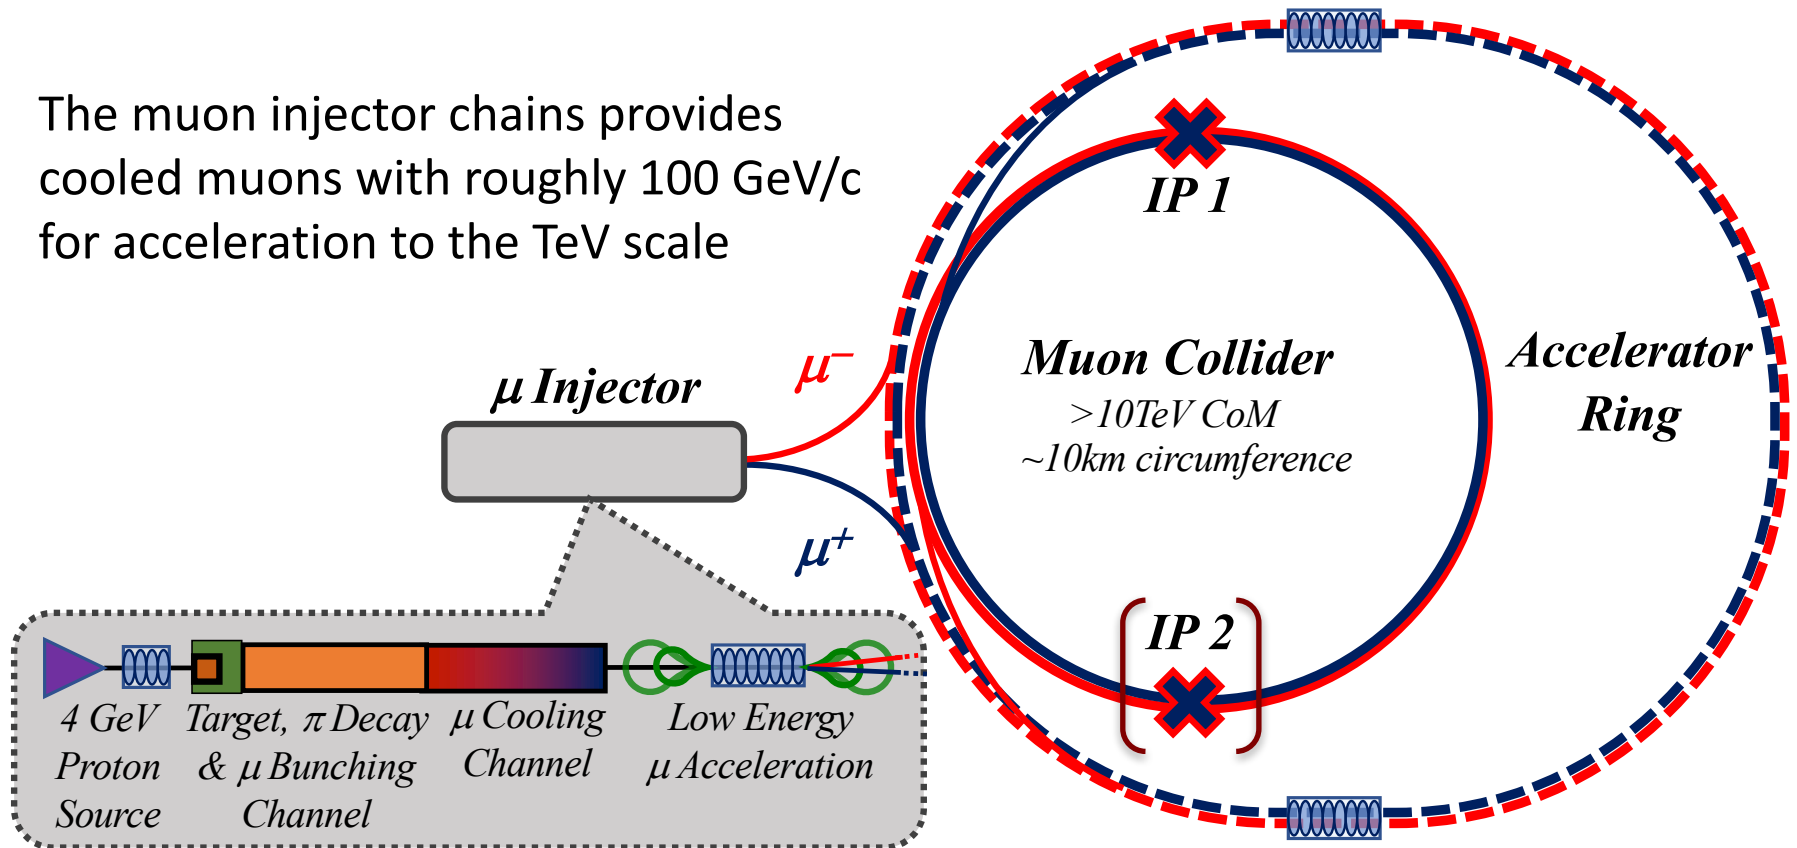 The muon injector chains provides
cooled muons with roughly 100 GeV/c
for acceleration to the TeV scale
IP 1
Muon Collider
>10TeV CoM
~10km circumference
Accelerator
Ring
μ Injector
μ⁻
μ⁺
IP 2
4 GeV
Proton
Source
Target, π Decay
& μ Bunching
Channel
μ Cooling
Channel
Low Energy
μ Acceleration